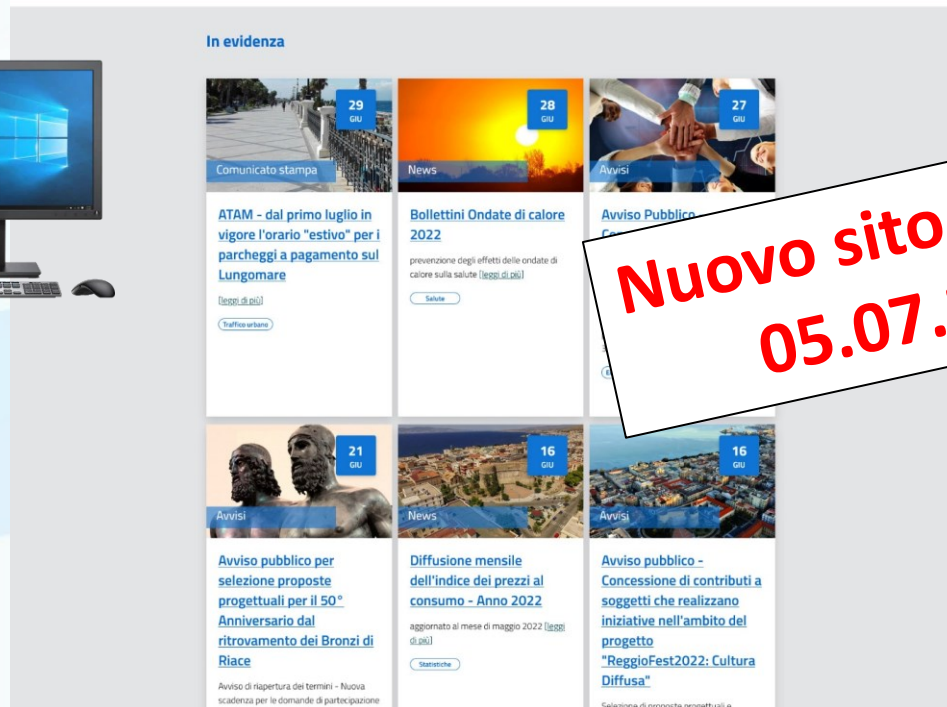 In evidenza
29
GIU
Comunicato stampa
ATAM - dal primo luglio in
vigore l'orario "estivo" per i
parcheggi a pagamento sul
Lungomare
[leggi di più]
Traffico urbano
28
GIU
News
Bollettini Ondate di calore
2022
prevenzione degli effetti delle ondate di
calore sulla salute [leggi di più]
Salute
27
GIU
Avvisi
Avviso Pubblico
Nuovo sito
05.07.
21
GIU
Avvisi
Avviso pubblico per
selezione proposte
progettuali per il 50°
Anniversario dal
ritrovamento dei Bronzi di
Riace
Avviso di riapertura dei termini - Nuova
scadenza per le domande di partecipazione
16
GIU
News
Diffusione mensile
dell'indice dei prezzi al
consumo - Anno 2022
aggiornato al mese di maggio 2022 [leggi
di più]
Statistiche
16
GIU
Avvisi
Avviso pubblico -
Concessione di contributi a
soggetti che realizzano
iniziative nell'ambito del
progetto
"ReggioFest2022: Cultura
Diffusa"
Selezione di proposte progettuali e